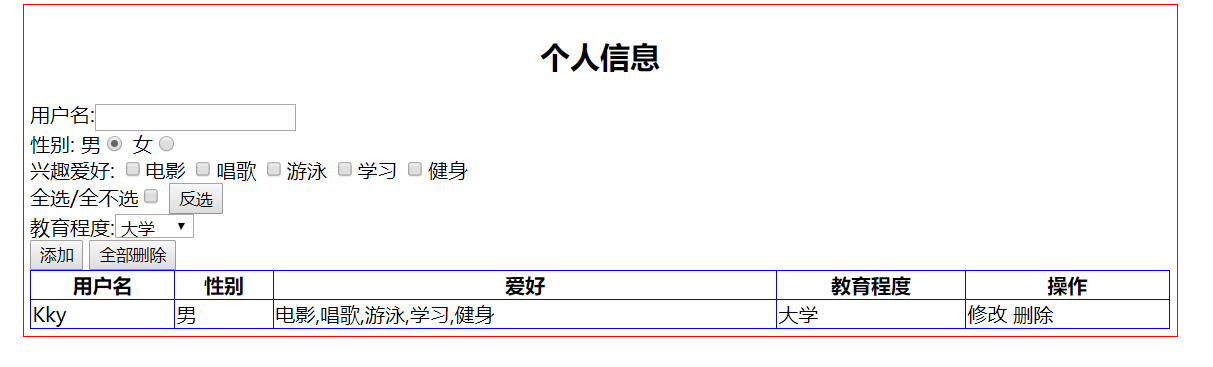 个人信息
用户名:
性别: 男 女
兴趣爱好: 电影 唱歌 游泳 学习 健身
全选/全不选 反选
教育程度: 大学
添加 全部删除
用户名 性别 爱好 教育程度 操作
Kky 男 电影,唱歌,游泳,学习,健身 大学 修改 删除